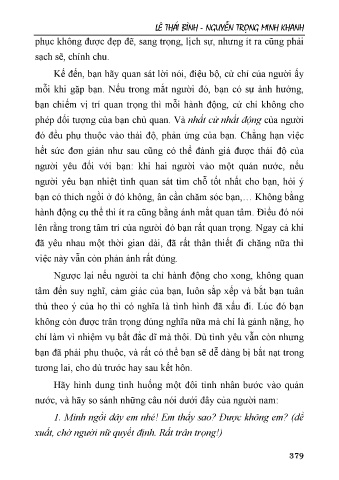 LÊ THÁI BÌNH - NGUYỄN TRỌNG MINH KHANH
phục không được đẹp đẽ, sang trọng, lịch sự, nhưng ít ra cũng phải
sạch sẽ, chỉnh chu.
Kế đến, bạn hãy quan sát lời nói, điệu bộ, cử chỉ của người ấy
mỗi khi gặp bạn. Nếu trong mắt người đó, bạn có sự ảnh hưởng,
bạn chiếm vị trí quan trọng thì mỗi hành động, cử chỉ không cho
phép đối tượng của bạn chủ quan. Và nhất cử nhất động của người
đó đều phụ thuộc vào thái độ, phản ứng của bạn. Chẳng hạn việc
hết sức đơn giản như sau cũng có thể đánh giá được thái độ của
người yêu đối với bạn: khi hai người vào một quán nước, nếu
người yêu bạn nhiệt tình quan sát tìm chỗ tốt nhất cho bạn, hỏi ý
bạn có thích ngồi ở đó không, ân cần chăm sóc bạn,… Không bằng
hành động cụ thể thì ít ra cũng bằng ánh mắt quan tâm. Điều đó nói
lên rằng trong tâm trí của người đó bạn rất quan trọng. Ngay cả khi
đã yêu nhau một thời gian dài, đã rất thân thiết đi chăng nữa thì
việc này vẫn còn phản ánh rất đúng.
Ngược lại nếu người ta chỉ hành động cho xong, không quan
tâm đến suy nghĩ, cảm giác của bạn, luôn sắp xếp và bắt bạn tuân
thủ theo ý của họ thì có nghĩa là tình hình đã xấu đi. Lúc đó bạn
không còn được trân trọng đúng nghĩa nữa mà chỉ là gánh nặng, họ
chỉ làm vì nhiệm vụ bất đắc dĩ mà thôi. Dù tình yêu vẫn còn nhưng
bạn đã phải phụ thuộc, và rất có thể bạn sẽ dễ dàng bị bắt nạt trong
tương lai, cho dù trước hay sau kết hôn.
Hãy hình dung tình huống một đôi tình nhân bước vào quán
nước, và hãy so sánh những câu nói dưới đây của người nam:
1. Mình ngồi đây em nhé! Em thấy sao? Được không em? (đề
xuất, chờ người nữ quyết định. Rất trân trọng!)
379